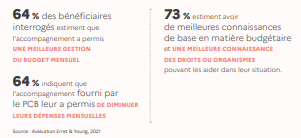 64 % des bénéficiaires
interrogés estiment que
l'accompagnement a permis
UNE MEILLEURE GESTION
DU BUDGET MENSUEL
64 % indiquent que
l'accompagnement fourni par
le PCB leur a permis DE DIMINUER
LEURS DÉPENSES MENSUELLES
73 % estiment avoir
de meilleures connaissances
de base en matière budgétaire
et UNE MEILLEURE CONNAISSANCE
DES DROITS OU ORGANISMES
pouvant les aider dans leur situation.
Source : évaluation Ernst & Young, 2021